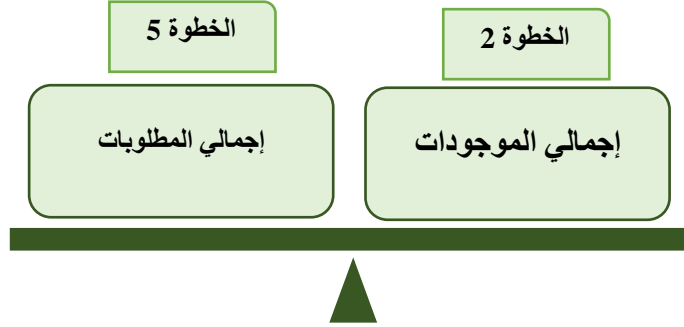 الخطوة 2
الخطوة 5
إجمالي الموجودات
إجمالي المطلوبات